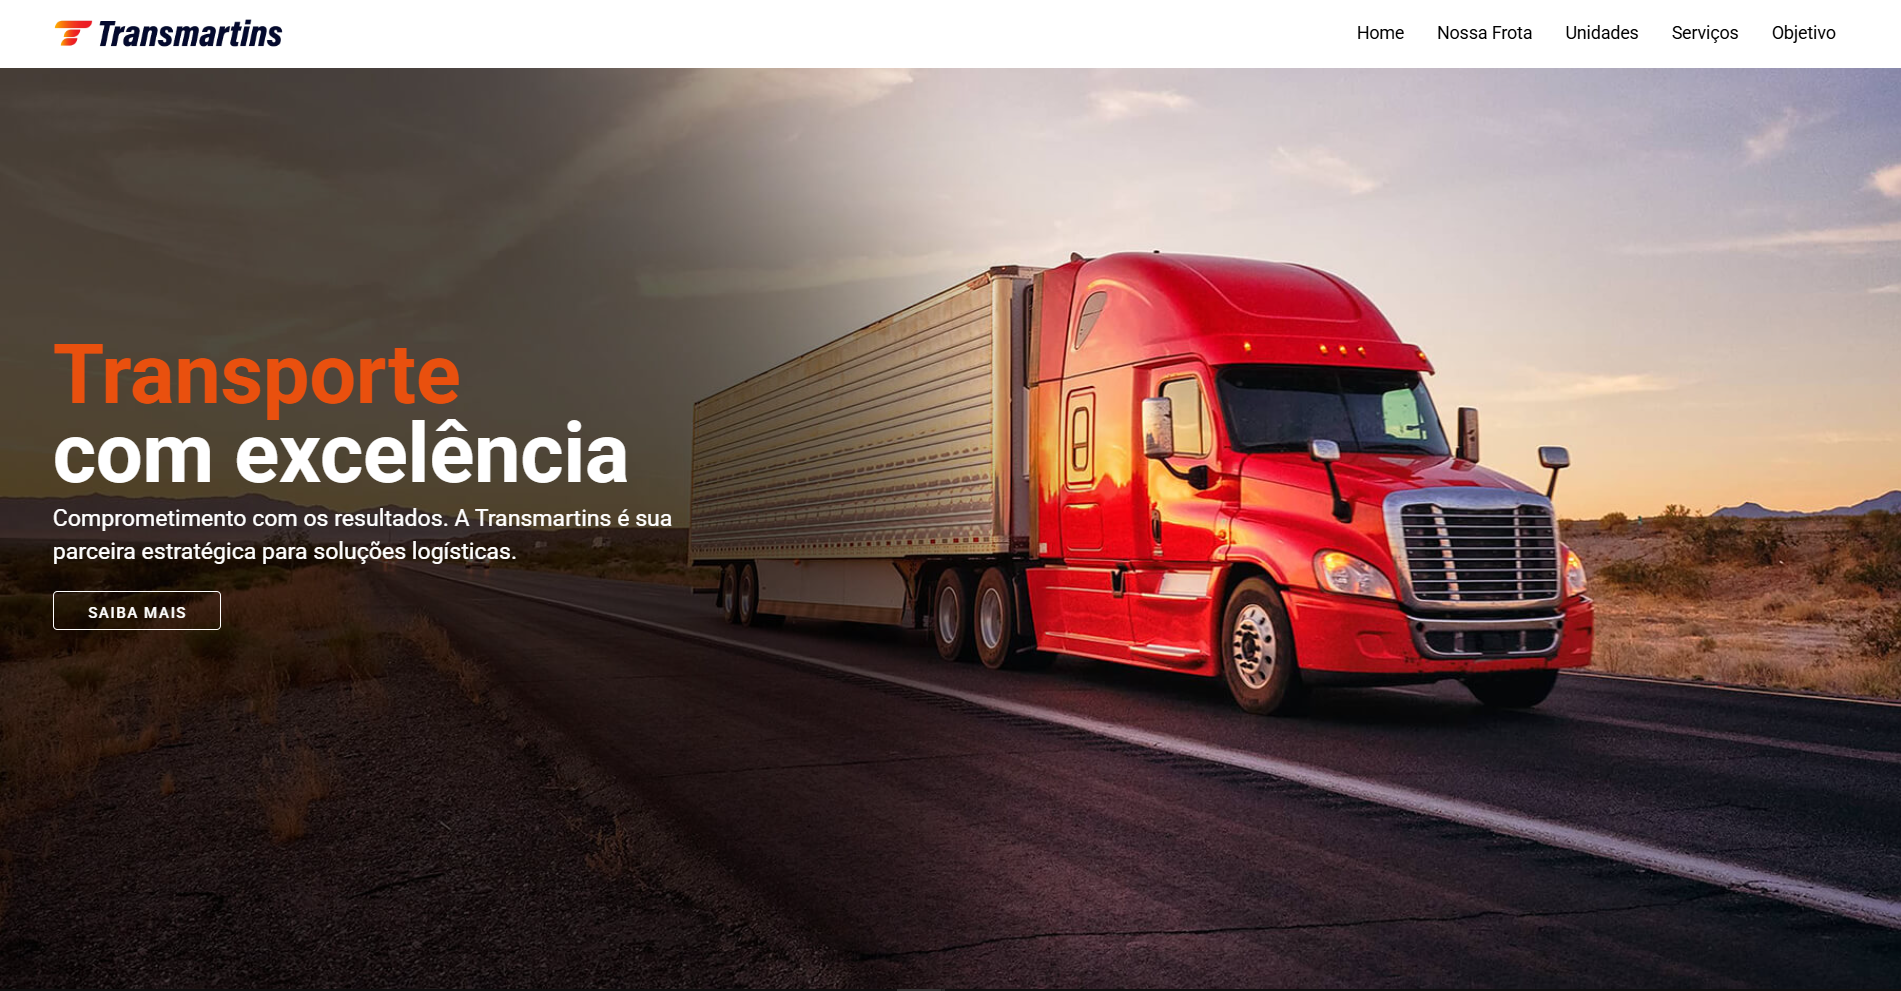 Transmartins
Home
Nossa Frota
Unidades
Serviços
Objetivo
Transporte
com excelência
Comprometimento com os resultados. A Transmartins é sua
parceira estratégica para soluções logísticas.
SAIBA MAIS